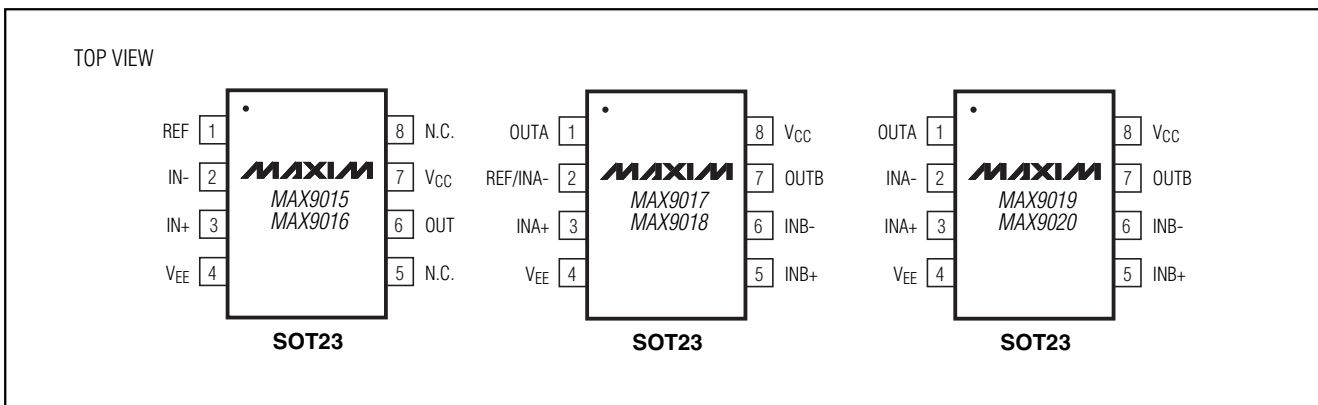 TOP VIEW
REF 1
IN- 2
IN+ 3
VEE 4
MAXIM
MAX9015
MAX9016
8 N.C.
7 VCC
6 OUT
5 N.C.
SOT23
OUTA 1
REF/INA- 2
INA+ 3
VEE 4
MAXIM
MAX9017
MAX9018
8 VCC
7 OUTB
6 INB-
5 INB+
SOT23
OUTA 1
INA- 2
INA+ 3
VEE 4
MAXIM
MAX9019
MAX9020
8 VCC
7 OUTB
6 INB-
5 INB+
SOT23